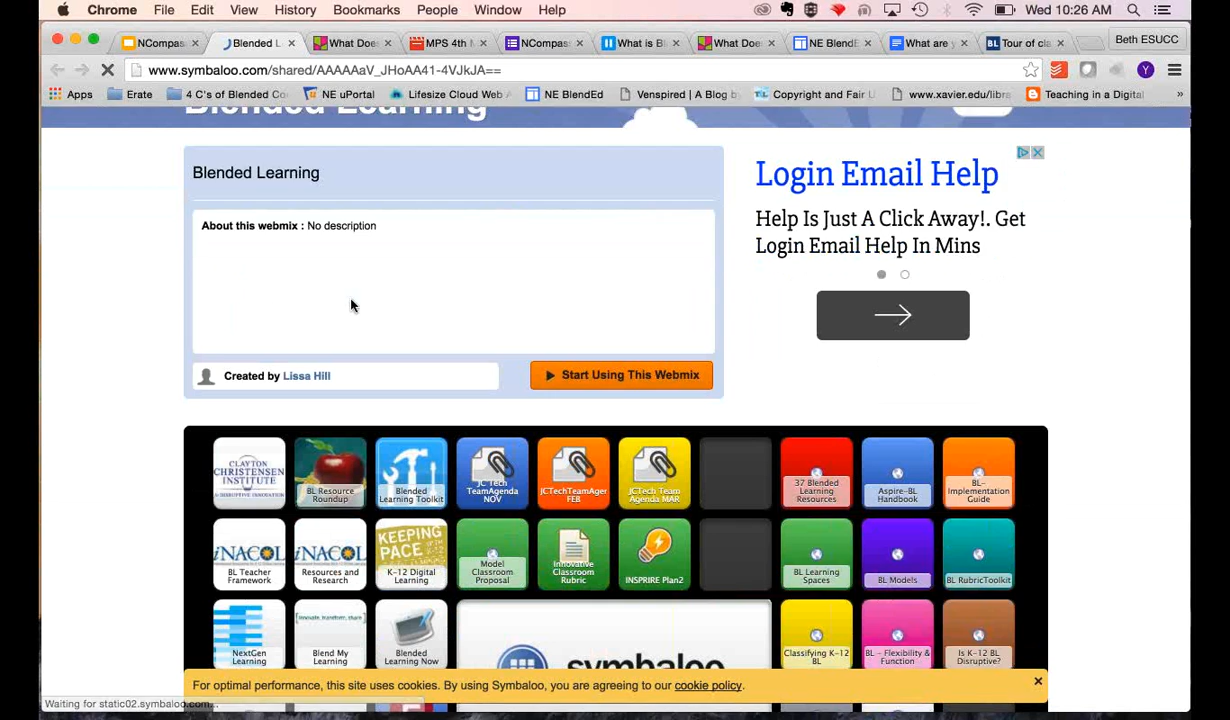 Chrome File Edit View History Bookmarks People Window Help Wed 10:26 AM
NCompas Blended L What Does MPS 4th M NCompass What is Bl What Doe NE BlendE What are y Tour of cla Beth ESUCC
www.symbaloo.com/shared/AAAAAaV_JHoAA41-4VJkJA==
Apps Erate 4 C's of Blended Co NE uPortal Lifesize Cloud Web NE BlendEd Venspired | A Blog by Copyright and Fair U www.xavier.edu/libra Teaching in a Digital »
Blended Learning
Blended Learning
About this webmix : No description
Created by Lissa Hill
Start Using This Webmix
Login Email Help
Help Is Just A Click Away!. Get
Login Email Help In Mins
CLAYTON
CHRISTENSEN
INSTITUTE
BL Resource
Roundup
Blended
Learning Toolkit
JC Tech
TeamAgenda
NOV
JCTechTeamAger
FEB
JCTech Team
Agenda MAR
37 Blended
Learning
Resources
Aspire-BL
Handbook
BL-
Implementation
Guide
iNACOL
BL Teacher
Framework
iNACOL
Resources and
Research
KEEPING
PACE
K-12 Digital
Learning
Model
Classroom
Proposal
Innovative
Classroom
Rubric
INSPRIRE Plan2
BL Learning
Spaces
BL Models
BL RubricToolkit
NextGen
Learning
[innovate, transform, share]
Blend My
Learning
Blended
Learning Now
symbaloo
Classifying K-12
BL
BL - Flexibility &
Function
Is K-12 BL
Disruptive?
For optimal performance, this site uses cookies. By using Symbaloo, you are agreeing to our cookie policy.
Waiting for static02.symbaloo.com...